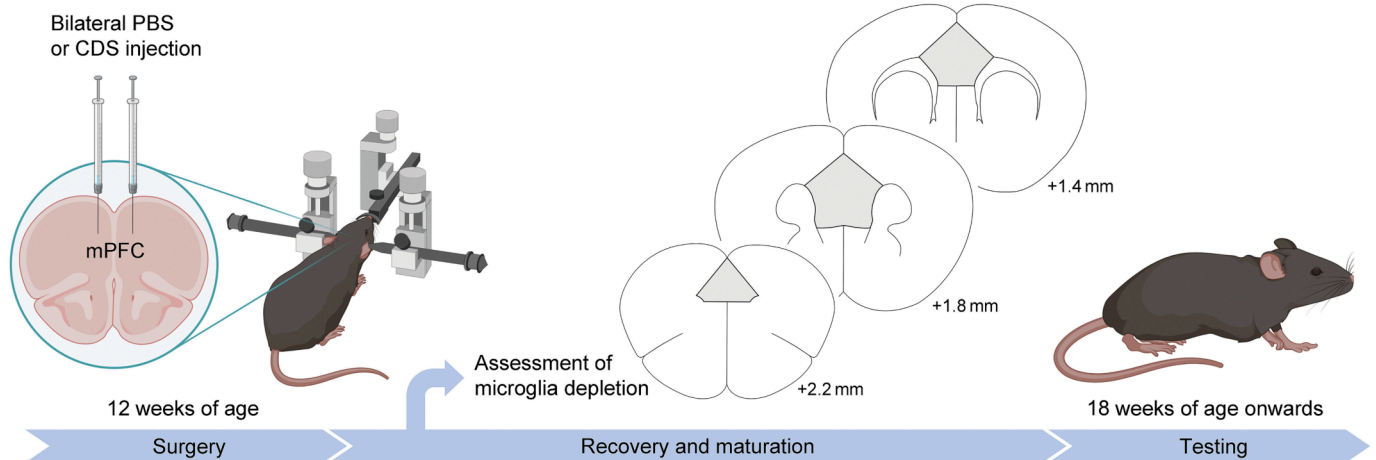 Bilateral PBS
or CDS injection
mPFC
+1.4 mm
+1.8 mm
+2.2 mm
Assessment of
microglia depletion
12 weeks of age
18 weeks of age onwards
Surgery
Recovery and maturation
Testing